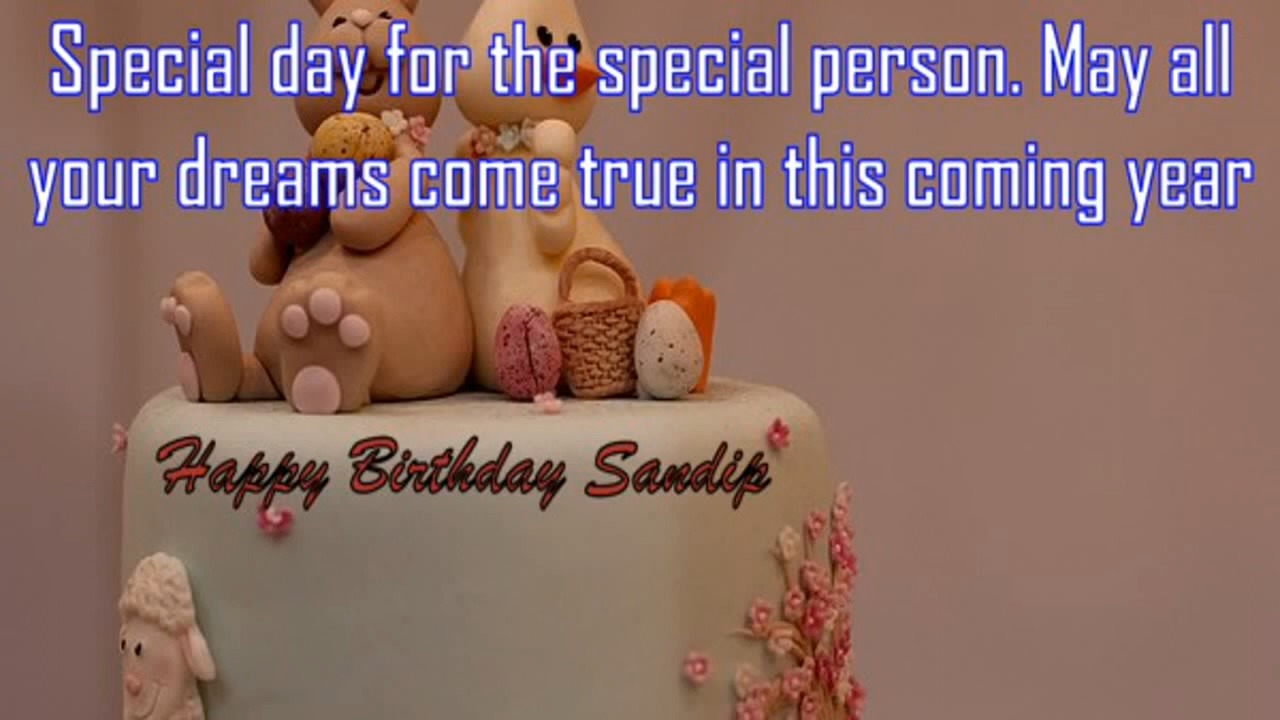 Special day for the special person. May all
your dreams come true in this coming year
Happy Birthday Sandip